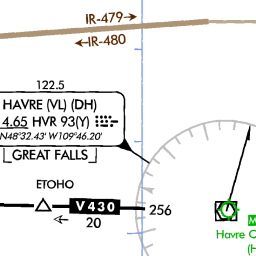 IR-479→
←IR-480
122.5
HAVRE (VL) (DH)
4.65 HVR 93(Y)
N48°32.43' W109°46.20'
GREAT FALLS
ETOHO
V430
256
20
Havre C
(H